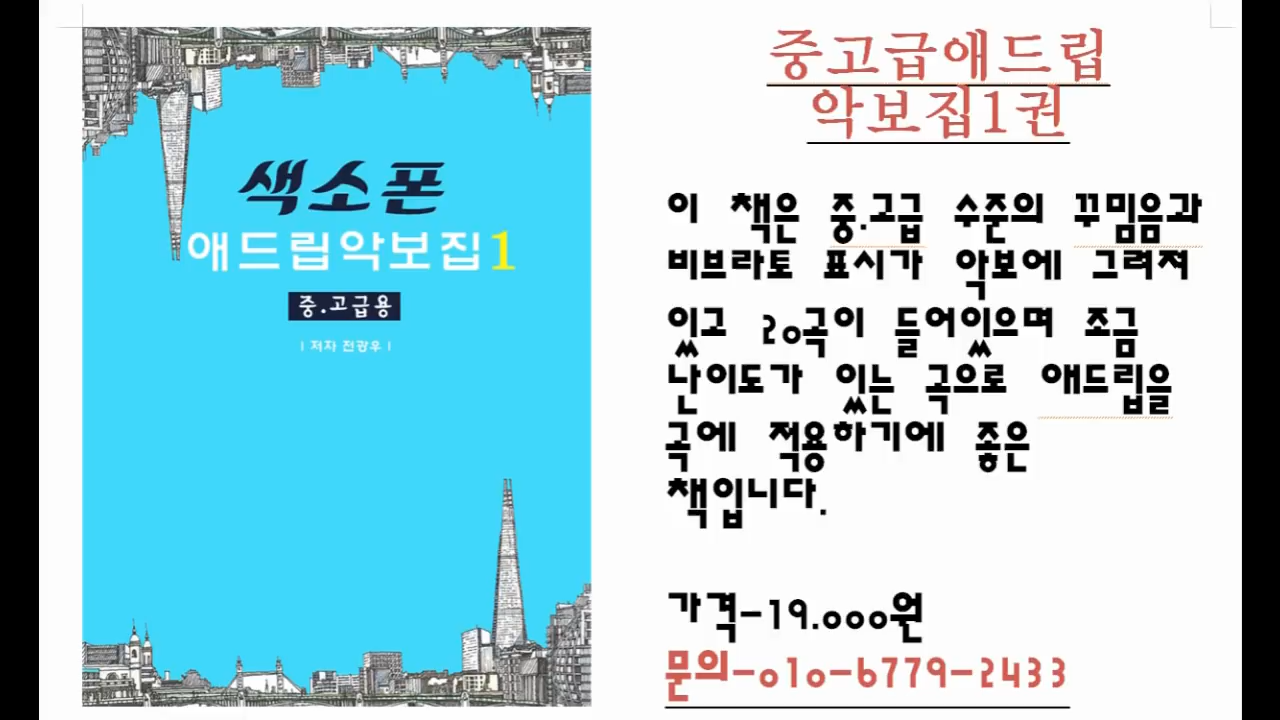 색소폰
애드립악보집1
중.고급용
| 저자 전광우 |
중고급애드립
악보집1권
이 책은 중.고급 수준의 꾸밈음과
비브라토 표시가 악보에 그려져
있고 20곡이 들어있으며 조금
난이도가 있는 곡으로 애드립을
곡에 적용하기에 좋은
책입니다.
가격-19.000원
문의-010-6779-2433